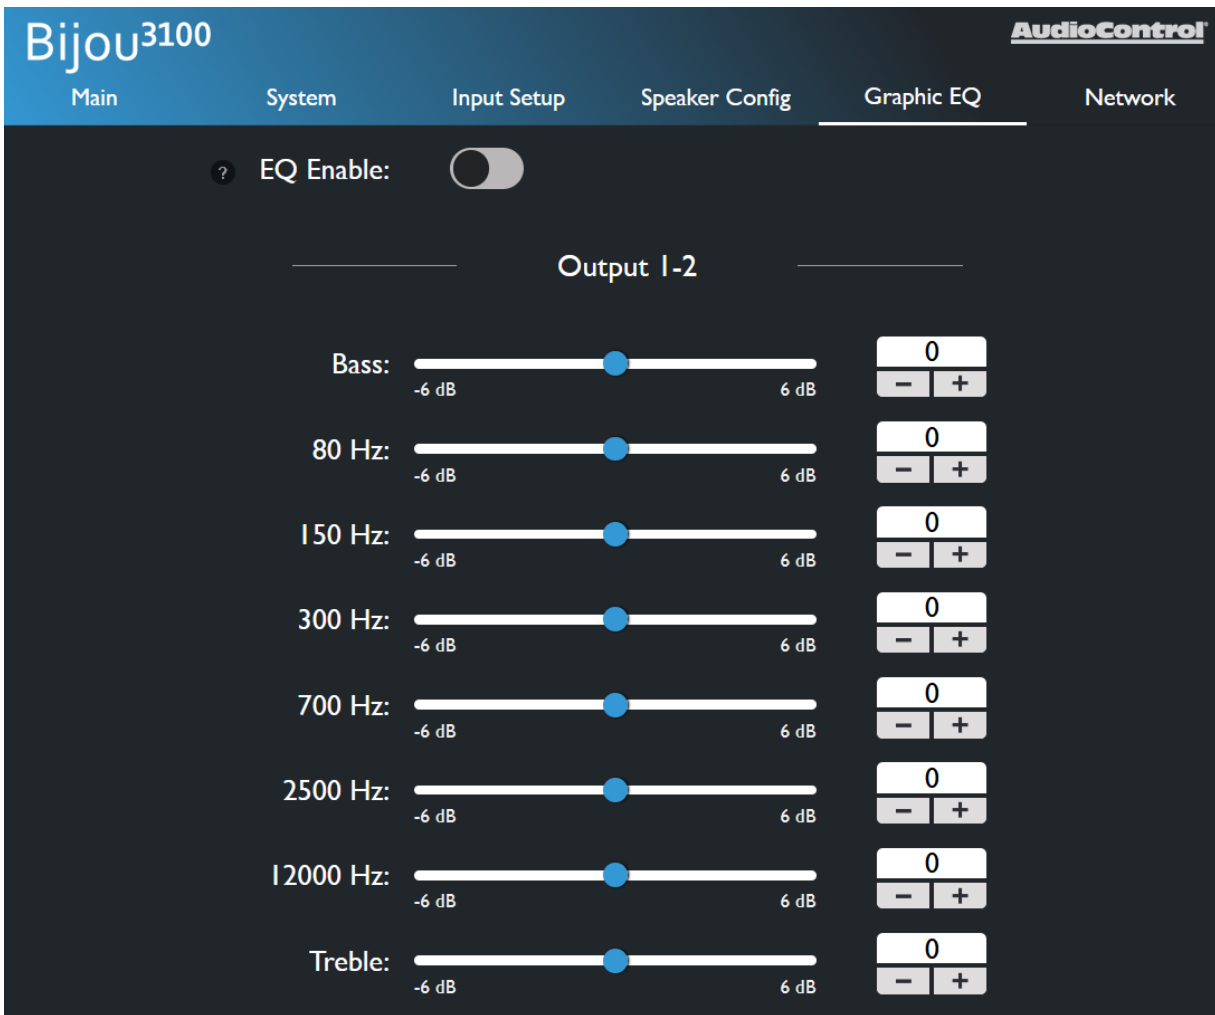 Bijou3100
AudioControl
Main System Input Setup Speaker Config Graphic EQ Network
? EQ Enable:
Output 1-2
Bass: 0
-6 dB 6 dB − +
80 Hz: 0
-6 dB 6 dB − +
150 Hz: 0
-6 dB 6 dB − +
300 Hz: 0
-6 dB 6 dB − +
700 Hz: 0
-6 dB 6 dB − +
2500 Hz: 0
-6 dB 6 dB − +
12000 Hz: 0
-6 dB 6 dB − +
Treble: 0
-6 dB 6 dB − +